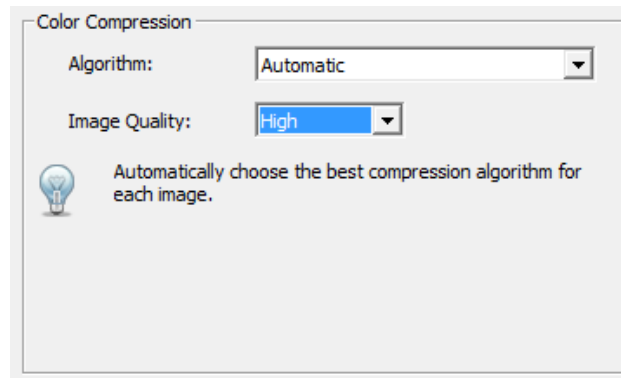 Color Compression
Algorithm: Automatic
Image Quality: High
Automatically choose the best compression algorithm for
each image.